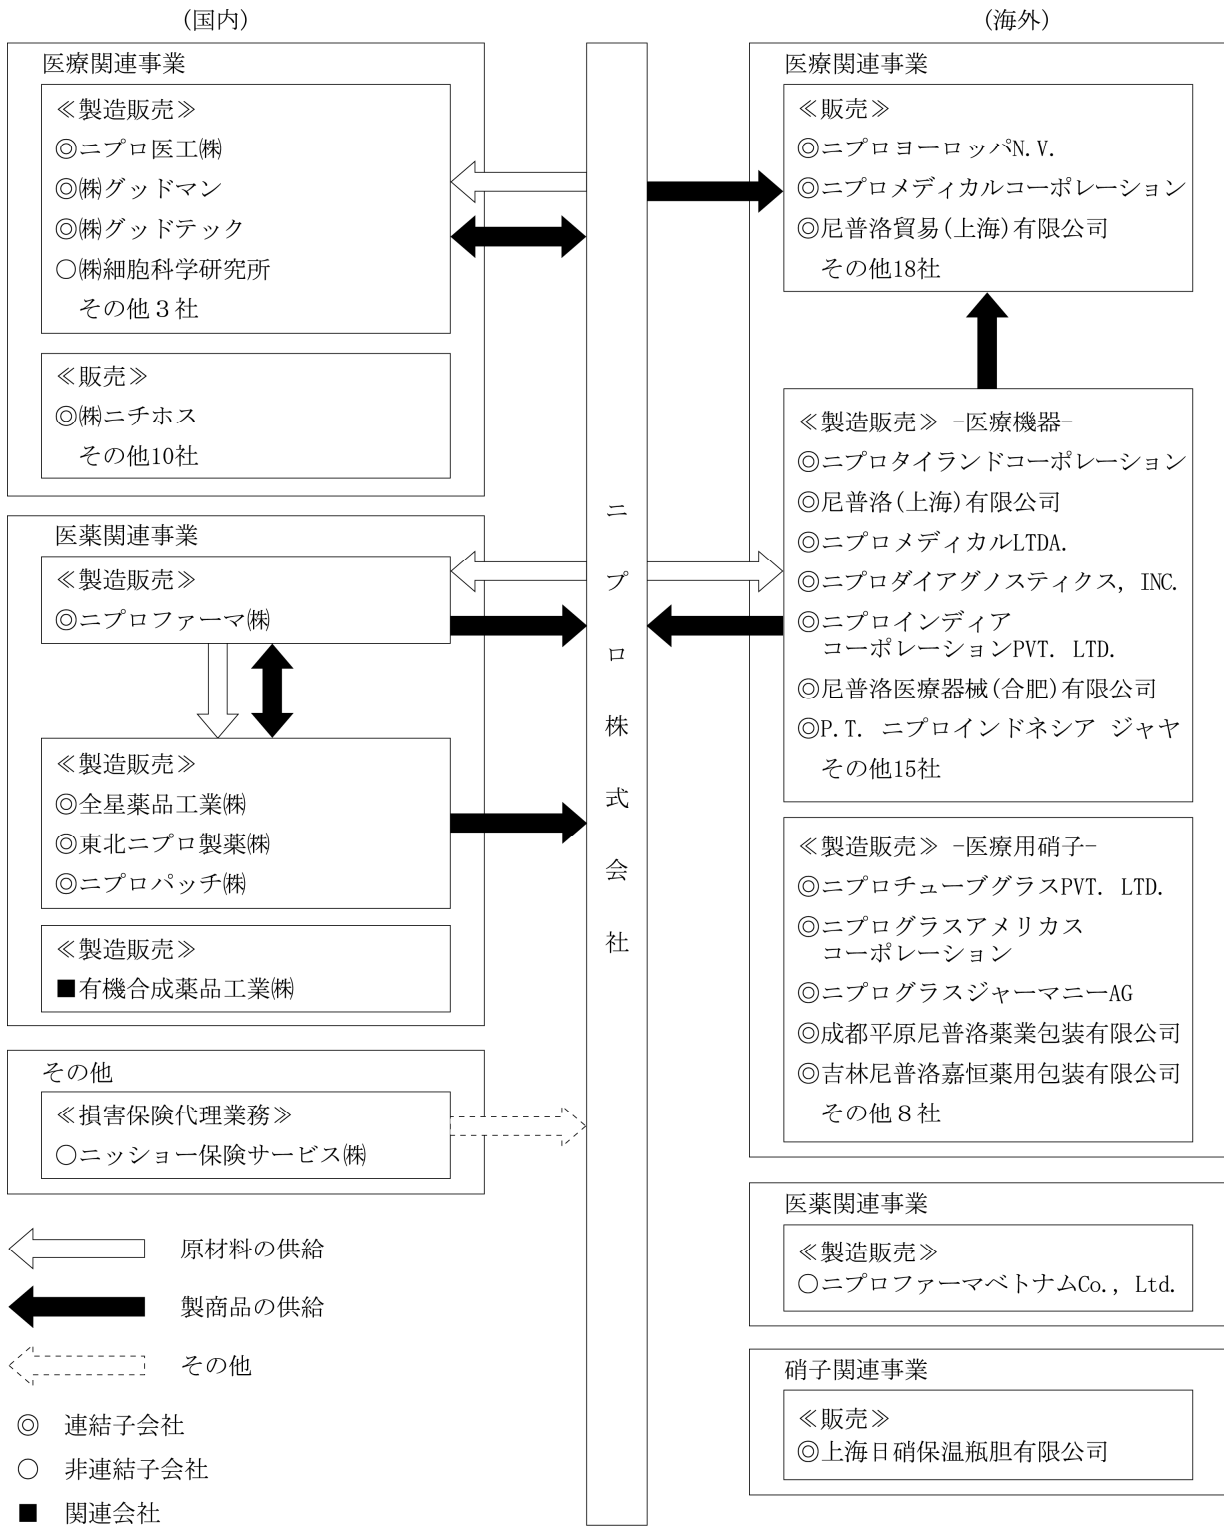 (国内)
医療関連事業
≪製造販売≫
◎ニプロ医工㈱
◎㈱グッドマン
◎㈱グッドテック
○㈱細胞科学研究所
その他３社
≪販売≫
◎㈱ニチホス
その他10社
医薬関連事業
≪製造販売≫
◎ニプロファーマ㈱
≪製造販売≫
◎全星薬品工業㈱
◎東北ニプロ製薬㈱
◎ニプロパッチ㈱
≪製造販売≫
■有機合成薬品工業㈱
その他
≪損害保険代理業務≫
○ニッショー保険サービス㈱
原材料の供給
製商品の供給
その他
◎ 連結子会社
○ 非連結子会社
■ 関連会社
ニプロ株式会社
(海外)
医療関連事業
≪販売≫
◎ニプロヨーロッパN.V.
◎ニプロメディカルコーポレーション
◎尼普洛貿易(上海)有限公司
その他18社
≪製造販売≫ -医療機器-
◎ニプロタイランドコーポレーション
◎尼普洛(上海)有限公司
◎ニプロメディカルLTDA.
◎ニプロダイアグノスティクス, INC.
◎ニプロインディア
コーポレーションPVT. LTD.
◎尼普洛医療器械(合肥)有限公司
◎P.T. ニプロインドネシア ジャヤ
その他15社
≪製造販売≫ -医療用硝子-
◎ニプロチューブグラスPVT. LTD.
◎ニプログラスアメリカス
コーポレーション
◎ニプログラスジャーマニーAG
◎成都平原尼普洛薬業包装有限公司
◎吉林尼普洛嘉恒薬用包装有限公司
その他８社
医薬関連事業
≪製造販売≫
○ニプロファーマベトナムCo., Ltd.
硝子関連事業
≪販売≫
◎上海日硝保温瓶胆有限公司